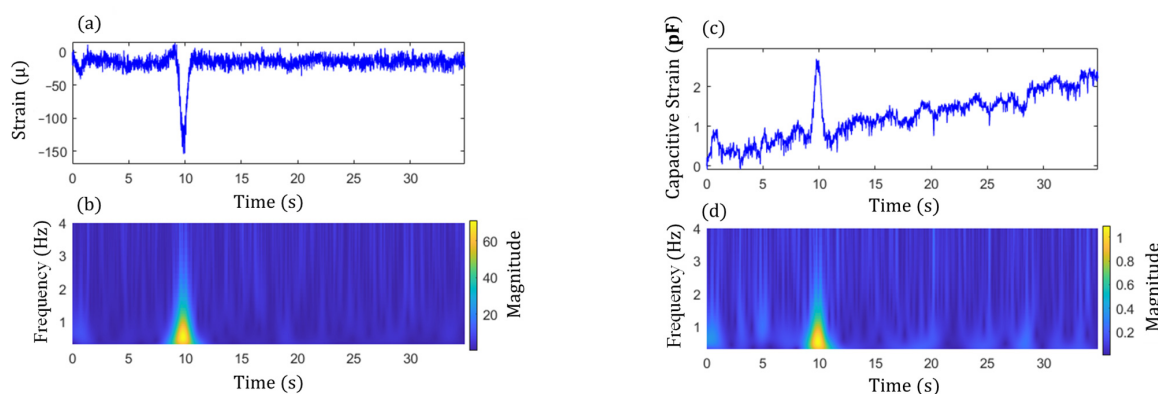 (a)
Strain (μ)
0
−50
−100
−150
0 5 10 15 20 25 30
Time (s)
(b)
Frequency (Hz)
4
3
2
1
0 5 10 15 20 25 30
Time (s)
60
40
20
Magnitude
(c)
Capacitive Strain (pF)
2
1
0
0 5 10 15 20 25 30
Time (s)
(d)
Frequency (Hz)
4
3
2
1
0 5 10 15 20 25 30
Time (s)
1
0.8
0.6
0.4
0.2
Magnitude